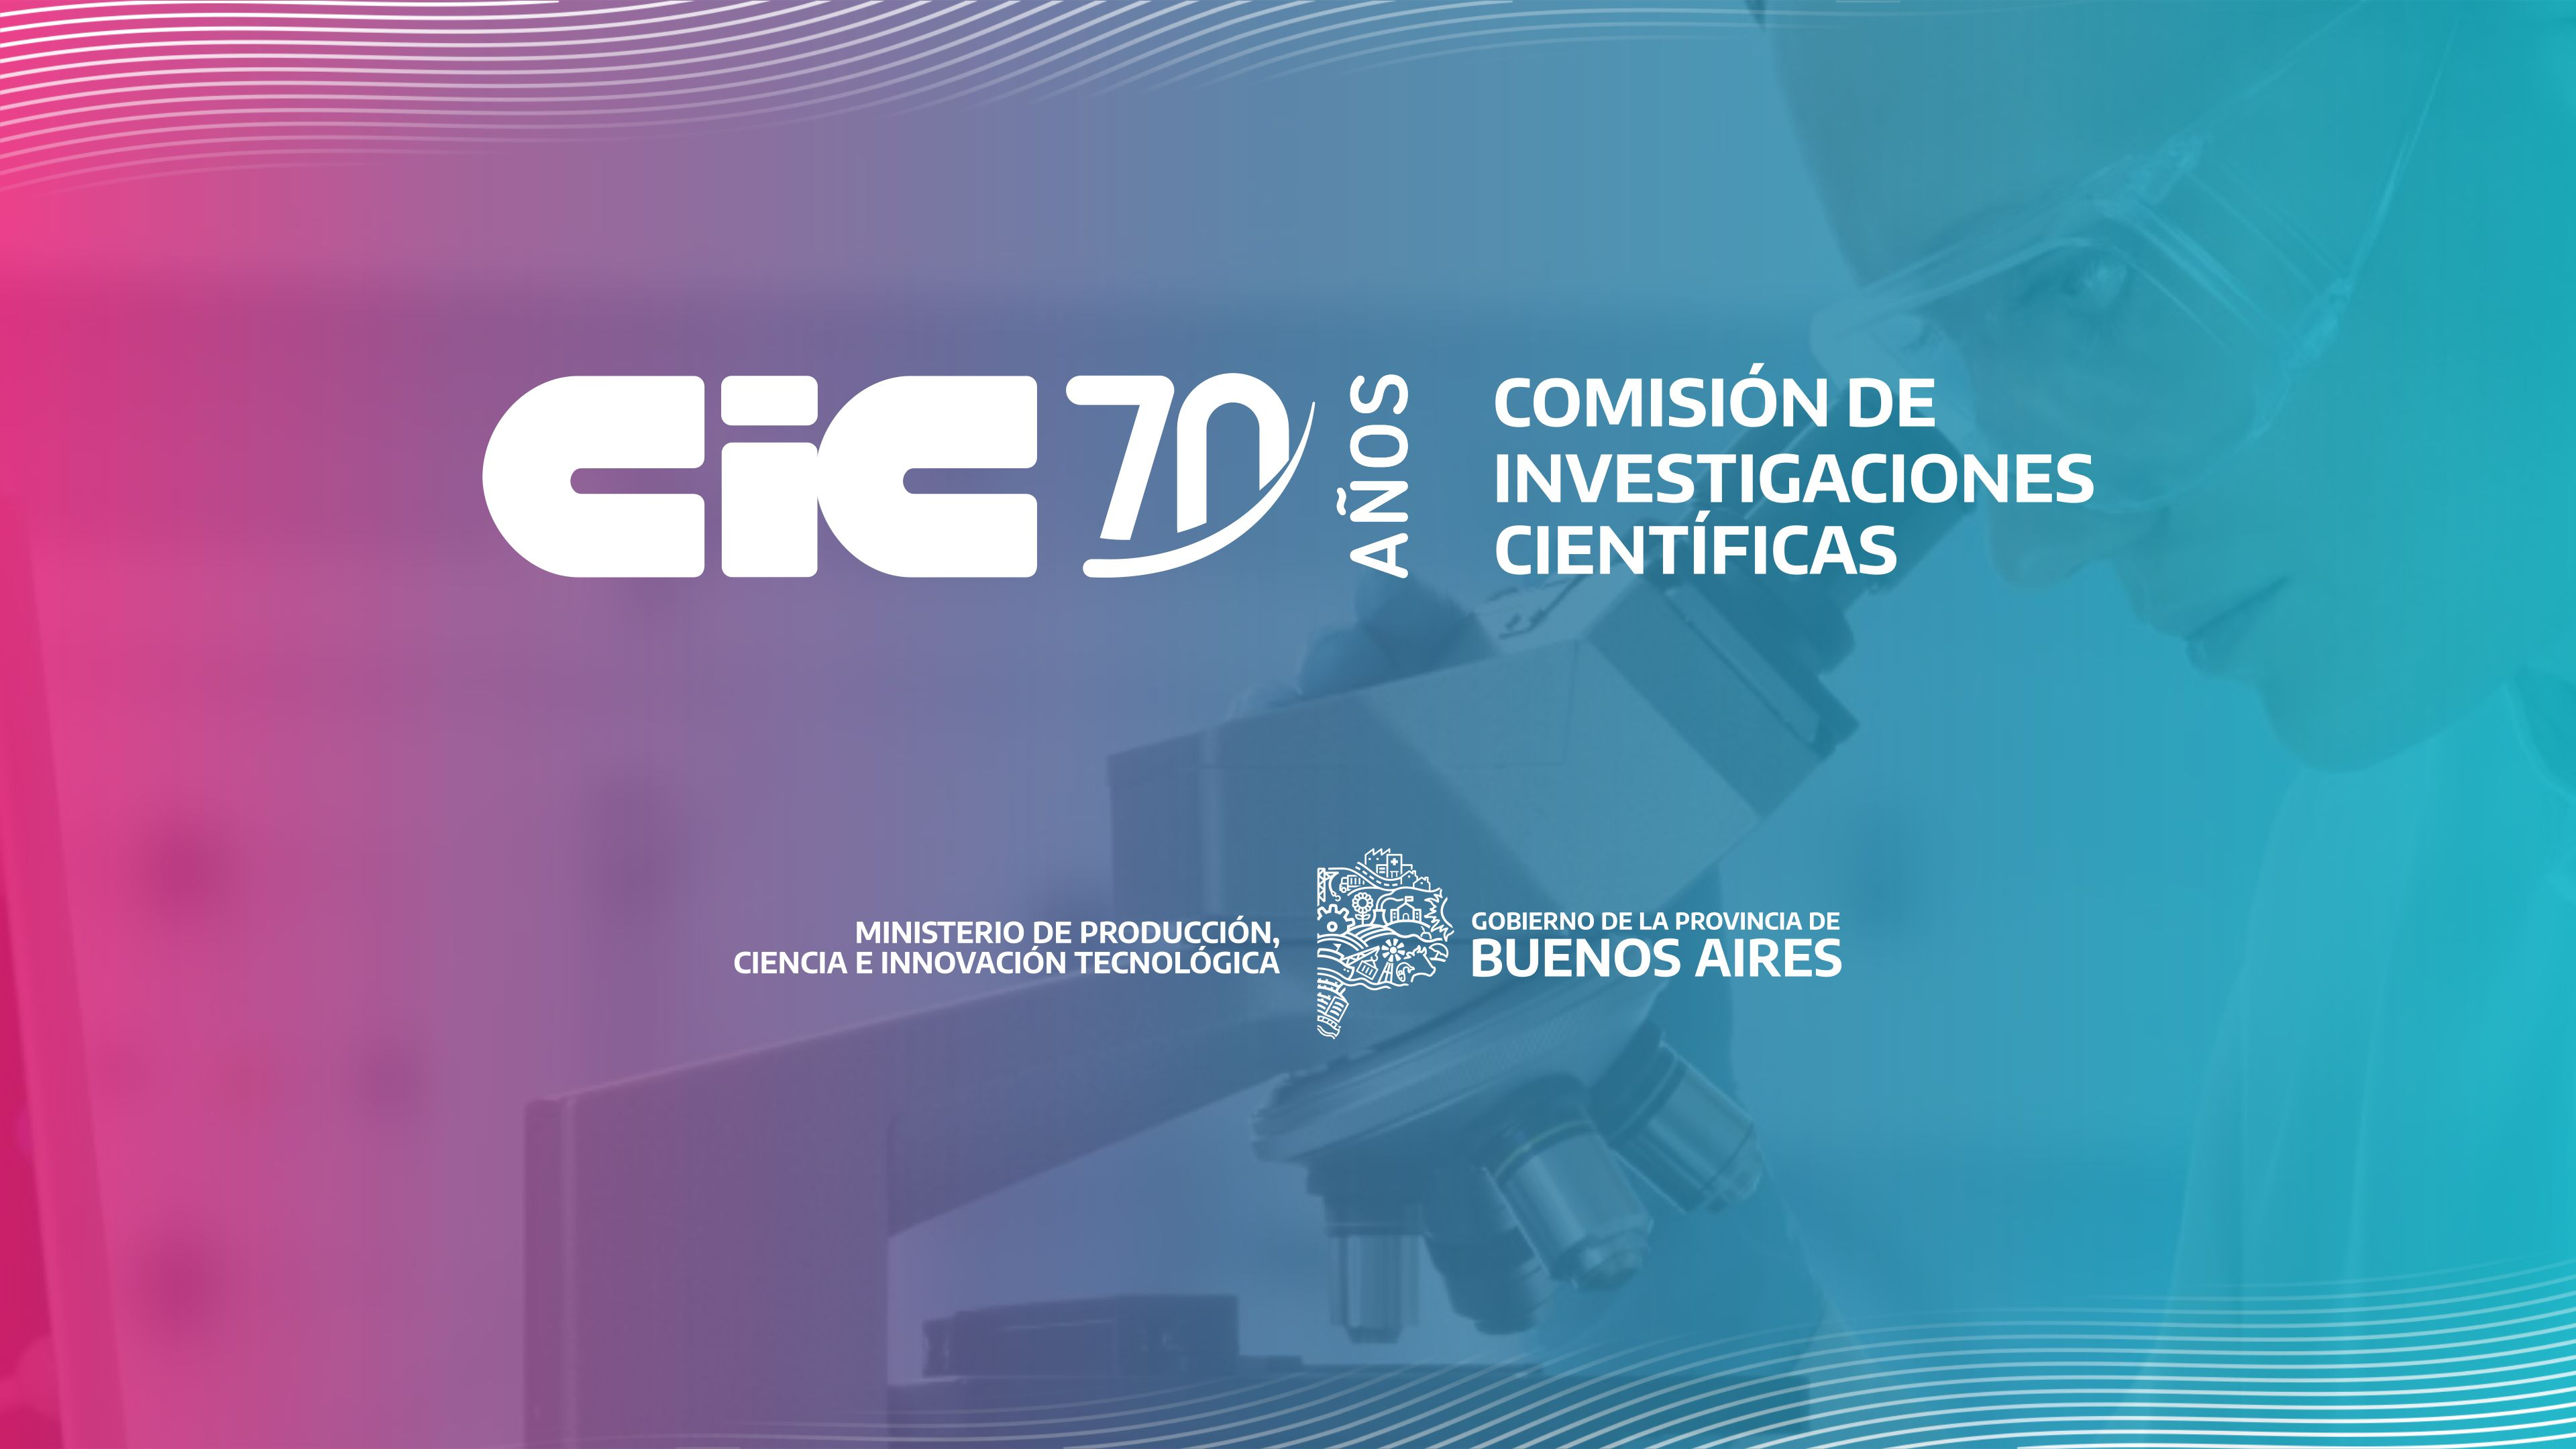 CiC 70 AÑOS
COMISIÓN DE
INVESTIGACIONES
CIENTÍFICAS
MINISTERIO DE PRODUCCIÓN,
CIENCIA E INNOVACIÓN TECNOLÓGICA
GOBIERNO DE LA PROVINCIA DE
BUENOS AIRES